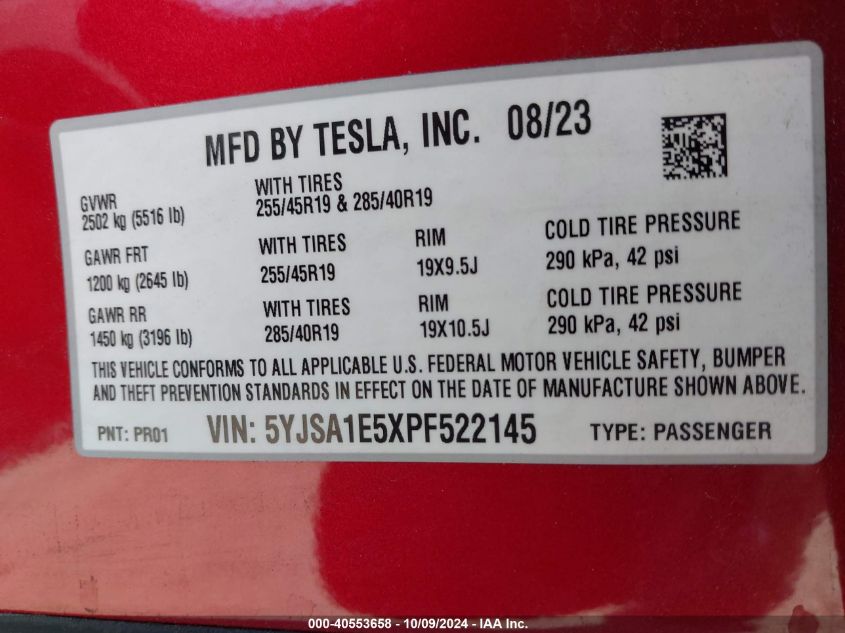 MFD BY TESLA, INC. 08/23
GVWR
2502 kg (5516 lb)
WITH TIRES
255/45R19 & 285/40R19
GAWR FRT
1200 kg (2645 lb)
WITH TIRES
255/45R19
RIM
19X9.5J
COLD TIRE PRESSURE
290 kPa, 42 psi
GAWR RR
1450 kg (3196 lb)
WITH TIRES
285/40R19
RIM
19X10.5J
COLD TIRE PRESSURE
290 kPa, 42 psi
THIS VEHICLE CONFORMS TO ALL APPLICABLE U.S. FEDERAL MOTOR VEHICLE SAFETY, BUMPER
AND THEFT PREVENTION STANDARDS IN EFFECT ON THE DATE OF MANUFACTURE SHOWN ABOVE.
PNT: PR01 VIN: 5YJSA1E5XPF522145 TYPE: PASSENGER
000-40553658 - 10/09/2024 - IAA Inc.